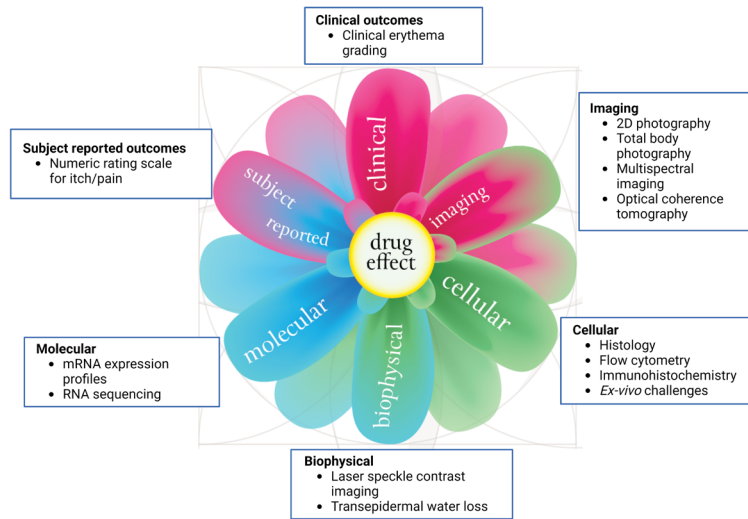 Clinical outcomes
• Clinical erythema
grading
Imaging
• 2D photography
• Total body
photography
• Multispectral
imaging
• Optical coherence
tomography
Subject reported outcomes
• Numeric rating scale
for itch/pain
clinical
imaging
subject
reported
drug
effect
cellular
molecular
biophysical
Molecular
• mRNA expression
profiles
• RNA sequencing
Cellular
• Histology
• Flow cytometry
• Immunohistochemistry
• Ex-vivo challenges
Biophysical
• Laser speckle contrast
imaging
• Transepidermal water loss